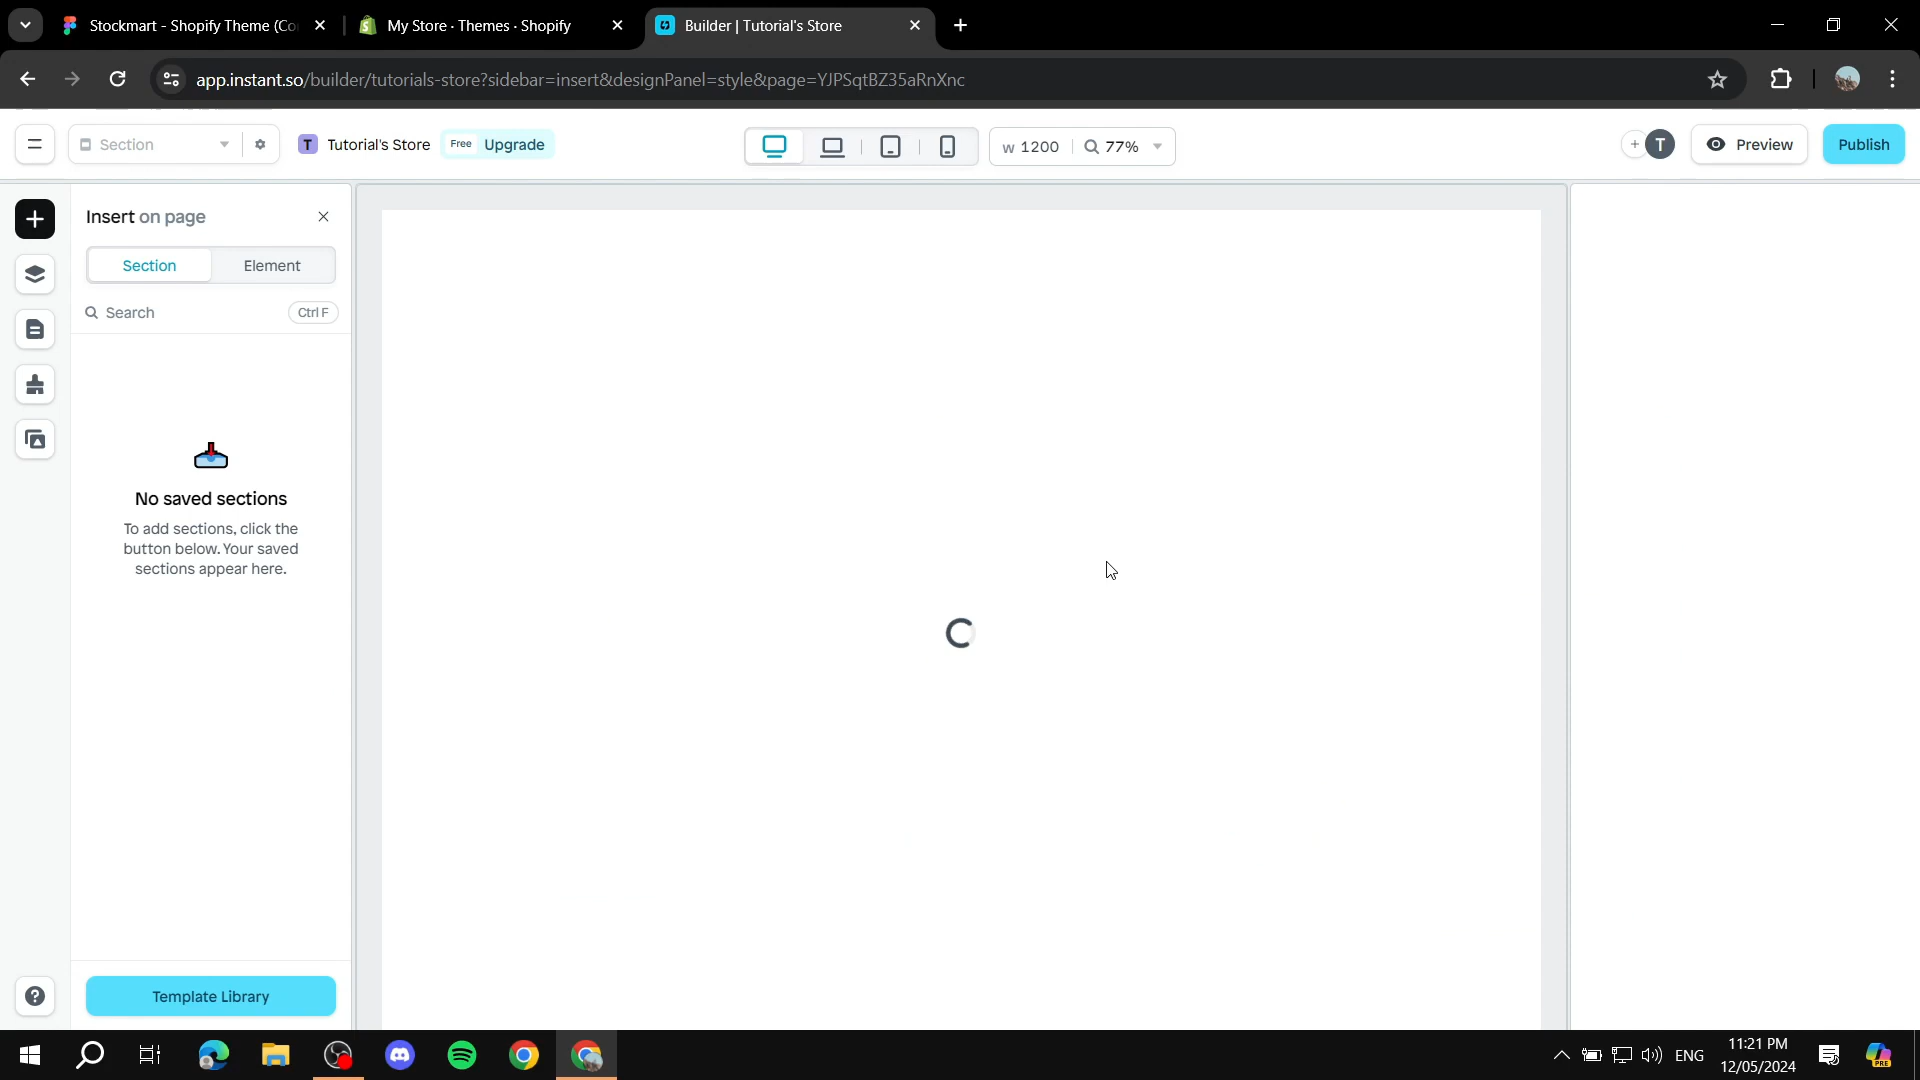 Stockmart - Shopify Theme (Co
My Store · Themes · Shopify
Builder | Tutorial's Store
app.instant.so/builder/tutorials-store?sidebar=insert&designPanel=style&page=YJPSqtBZ35aRnXnc
Section
T
Tutorial's Store
Free
Upgrade
W 1200
77%
+
T
Preview
Publish
Insert on page
Section
Element
Search
Ctrl F
No saved sections
To add sections, click the
button below. Your saved
sections appear here.
Template Library
ENG
11:21 PM
12/05/2024
PRE